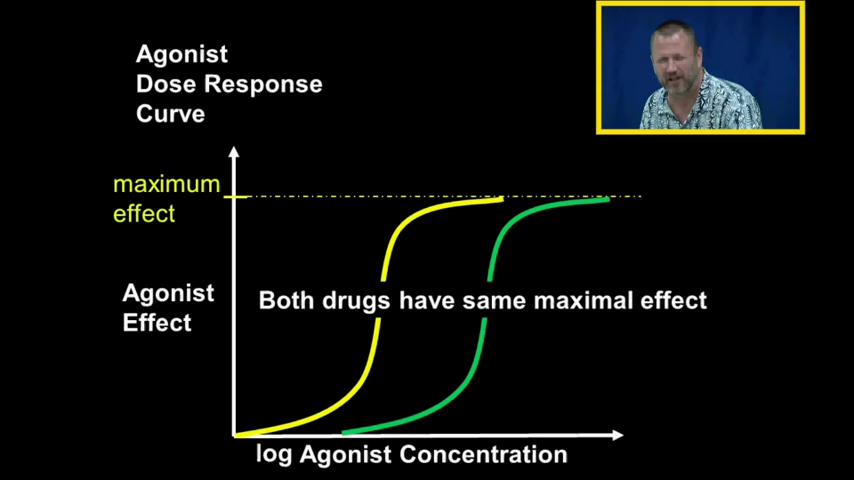 Agonist
Dose Response
Curve
maximum
effect
Agonist
Effect
Both drugs have same maximal effect
log Agonist Concentration